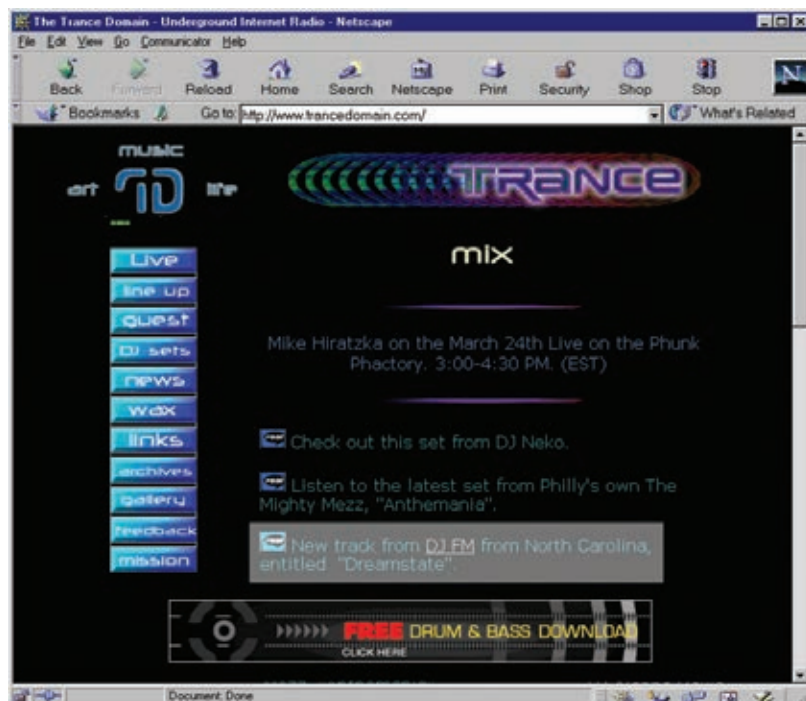 The Trance Domain - Underground Internet Radio - Netscape
File Edit View Go Communicator Help
Back Forward Reload Home Search Netscape Print Security Shop Stop N
Bookmarks Go to: http://www.trancedomain.com/ What's Related
music
art TD life
TRANCE
Live
line up
guest
DJ sets
news
wax
links
archives
gallery
feedback
mission
mix
Mike Hiratzka on the March 24th Live on the Phunk
Phactory. 3:00-4:30 PM. (EST)
Check out this set from DJ Neko.
Listen to the latest set from Philly's own The
Mighty Mezz, "Anthemania".
New track from DJ FM from North Carolina,
entitled "Dreamstate".
FREE DRUM & BASS DOWNLOAD
CLICK HERE
Document: Done